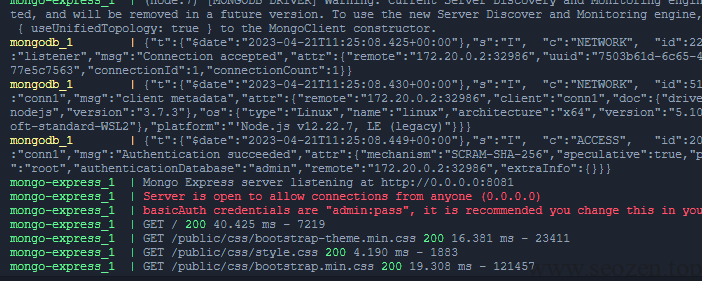 mongo-express_1 | (node:7) [MONGODB DRIVER] Warning: Current Server Discovery and Monitoring engin
ted, and will be removed in a future version. To use the new Server Discover and Monitoring engine,
{ useUnifiedTopology: true } to the MongoClient constructor.
mongodb_1 | {"t":{"$date":"2023-04-21T11:25:08.425+00:00"},"s":"I", "c":"NETWORK", "id":22
:"listener","msg":"Connection accepted","attr":{"remote":"172.20.0.2:32986","uuid":"7503b61d-6c65-4
77e5c7563","connectionId":1,"connectionCount":1}}
mongodb_1 | {"t":{"$date":"2023-04-21T11:25:08.430+00:00"},"s":"I", "c":"NETWORK", "id":51
:"conn1","msg":"client metadata","attr":{"remote":"172.20.0.2:32986","client":"conn1","doc":{"drive
nodejs","version":"3.7.3"},"os":{"type":"Linux","name":"linux","architecture":"x64","version":"5.10
oft-standard-WSL2"},"platform":"'Node.js v12.22.7, LE (legacy)"}}}
mongodb_1 | {"t":{"$date":"2023-04-21T11:25:08.449+00:00"},"s":"I", "c":"ACCESS", "id":20
:"conn1","msg":"Authentication succeeded","attr":{"mechanism":"SCRAM-SHA-256","speculative":true,"p
":"root","authenticationDatabase":"admin","remote":"172.20.0.2:32986","extraInfo":{}}}
mongo-express_1 | Mongo Express server listening at http://0.0.0.0:8081
mongo-express_1 | Server is open to allow connections from anyone (0.0.0.0)
mongo-express_1 | basicAuth credentials are "admin:pass", it is recommended you change this in you
mongo-express_1 | GET / 200 40.425 ms - 7219
mongo-express_1 | GET /public/css/bootstrap-theme.min.css 200 16.381 ms - 23411
mongo-express_1 | GET /public/css/style.css 200 4.190 ms - 1883
mongo-express_1 | GET /public/css/bootstrap.min.css 200 19.308 ms - 121457